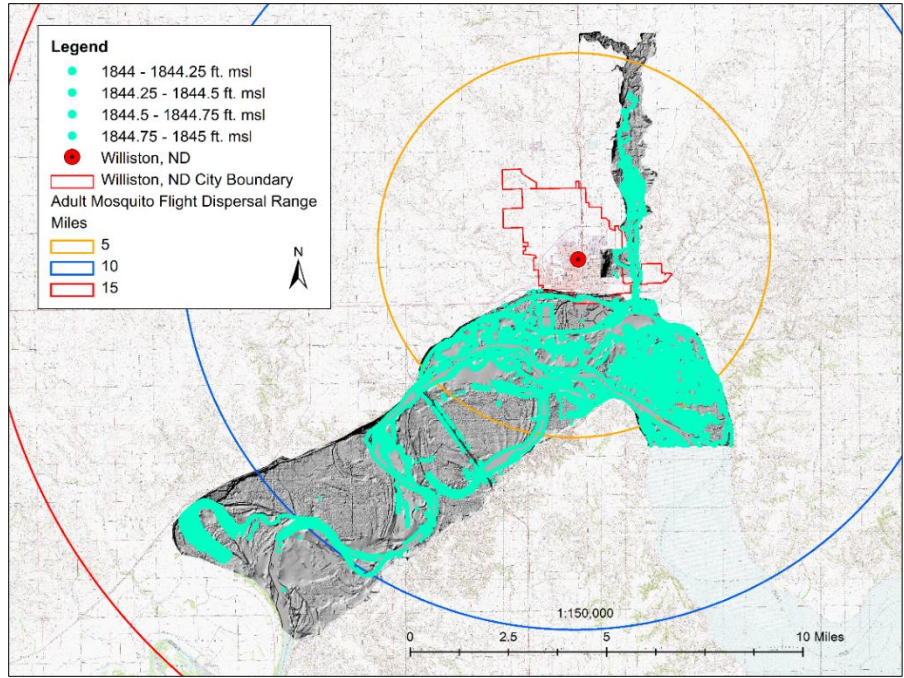 Legend
1844 - 1844.25 ft. msl
1844.25 - 1844.5 ft. msl
1844.5 - 1844.75 ft. msl
1844.75 - 1845 ft. msl
Williston, ND
Williston, ND City Boundary
Adult Mosquito Flight Dispersal Range
Miles
5
10
15
N
1:150,000
0 2.5 5 10 Miles